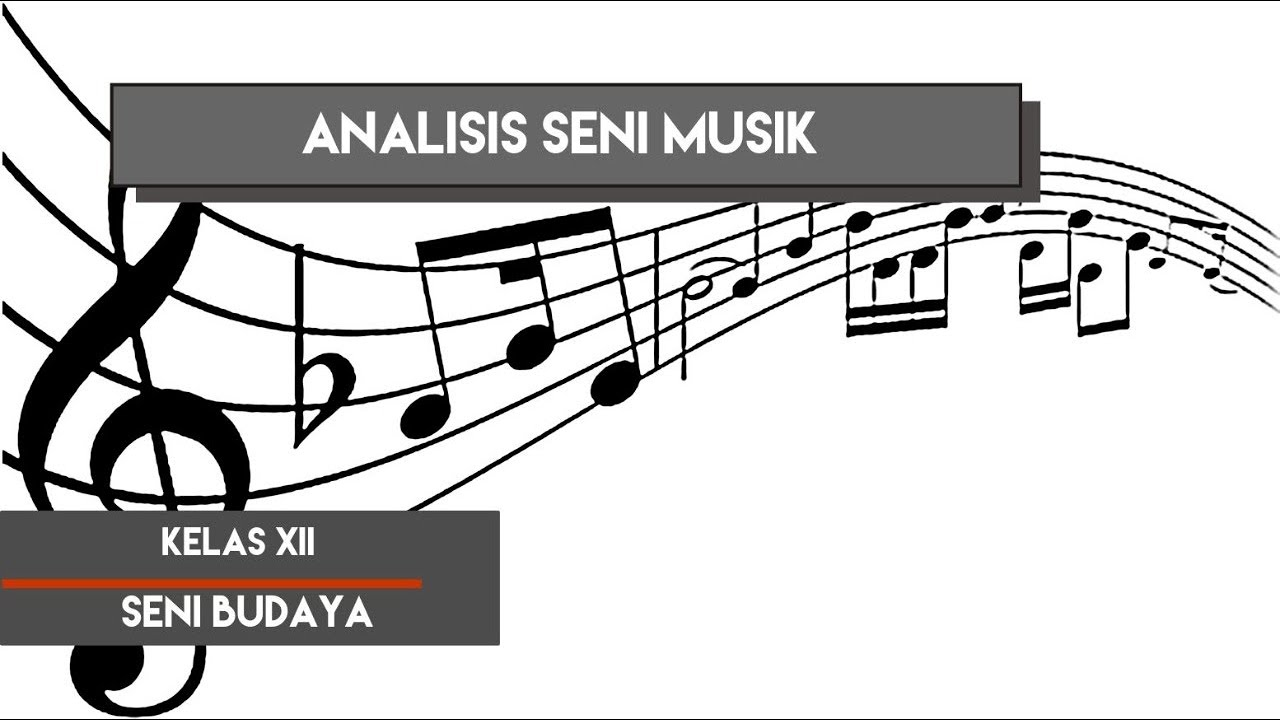 ANALISIS SENI MUSIK
KELAS XII
SENI BUDAYA